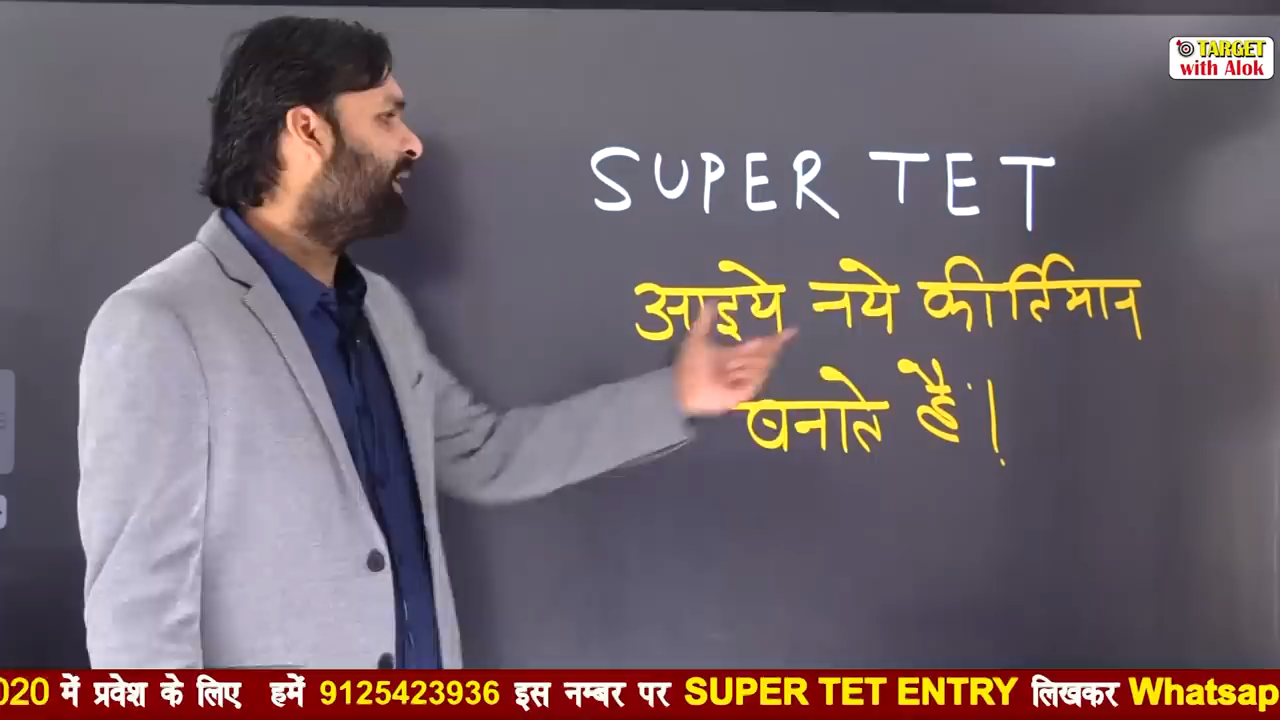 TARGET
with Alok
SUPER TET
आइये नये कीर्तिमान
बनाते हैं।
020 में प्रवेश के लिए हमें 9125423936 इस नम्बर पर SUPER TET ENTRY लिखकर Whatsap